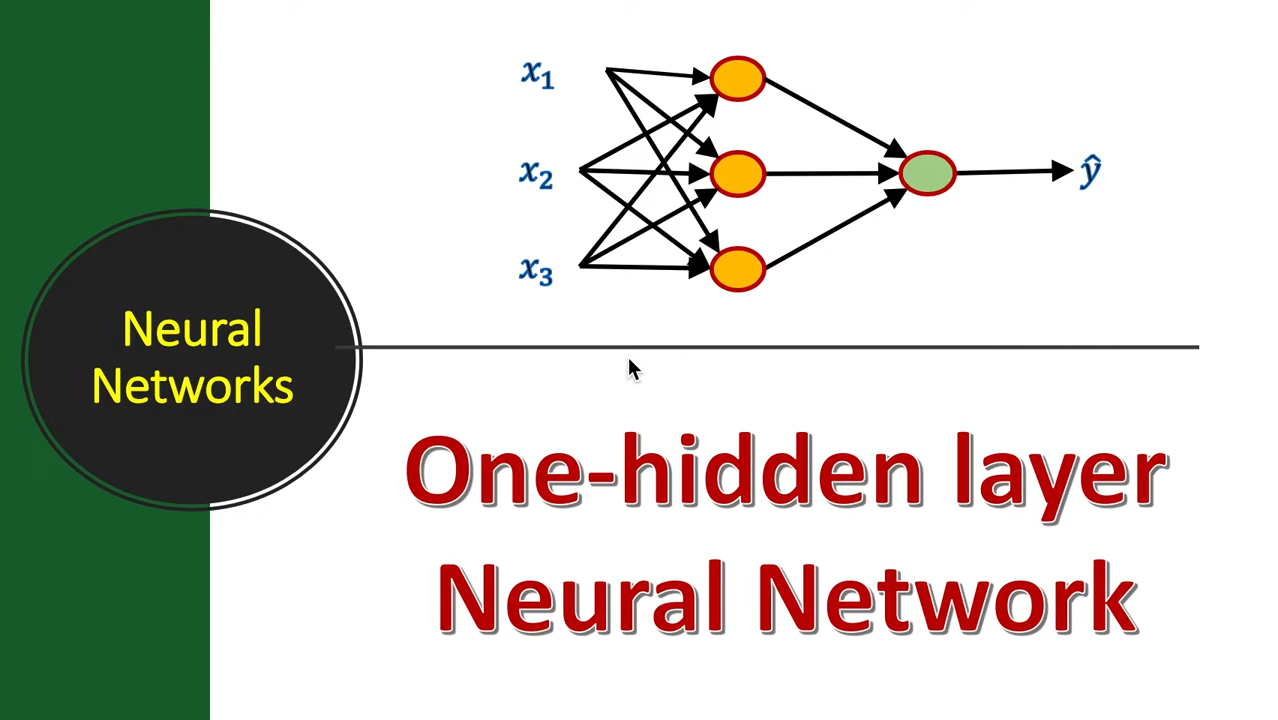 x₁
x₂
ŷ
x₃
Neural
Networks
One-hidden layer
Neural Network